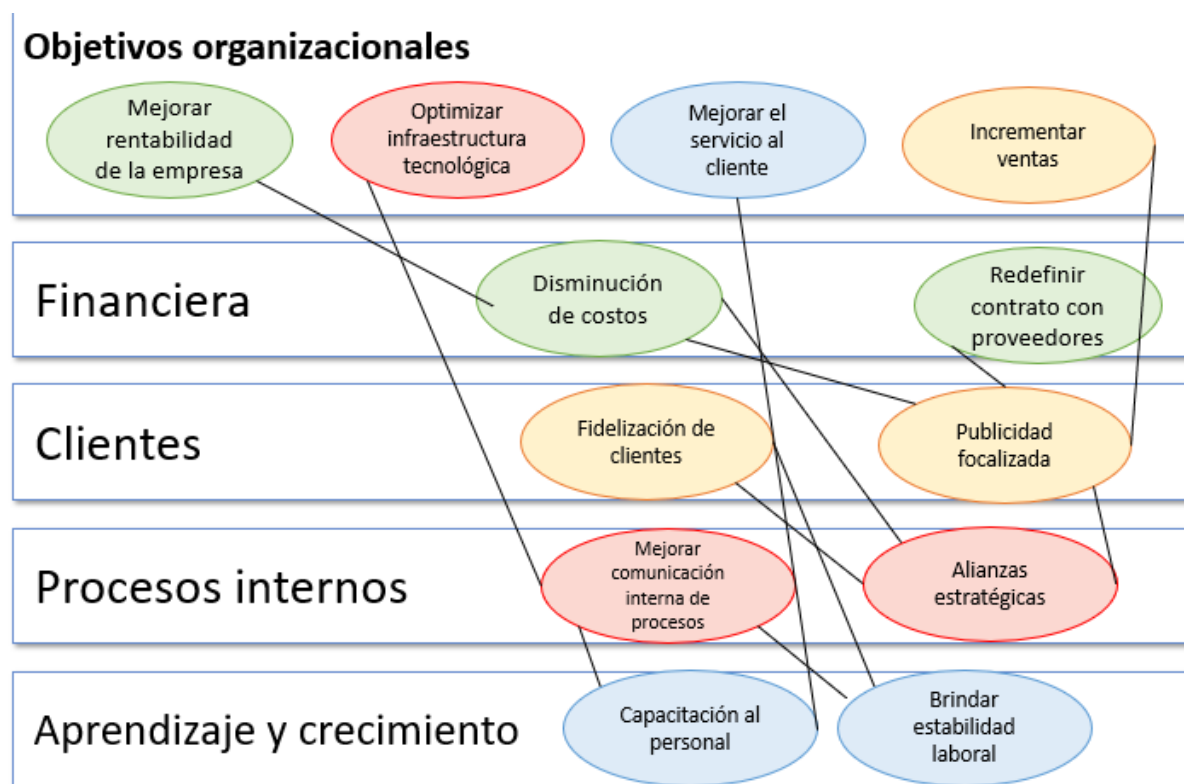 Objetivos organizacionales
Mejorar
rentabilidad
de la empresa
Optimizar
infraestructura
tecnológica
Mejorar el
servicio al
cliente
Incrementar
ventas
Financiera
Disminución
de costos
Redefinir
contrato con
proveedores
Clientes
Fidelización de
clientes
Publicidad
focalizada
Procesos internos
Mejorar
comunicación
interna de
procesos
Alianzas
estratégicas
Aprendizaje y crecimiento
Capacitación al
personal
Brindar
estabilidad
laboral